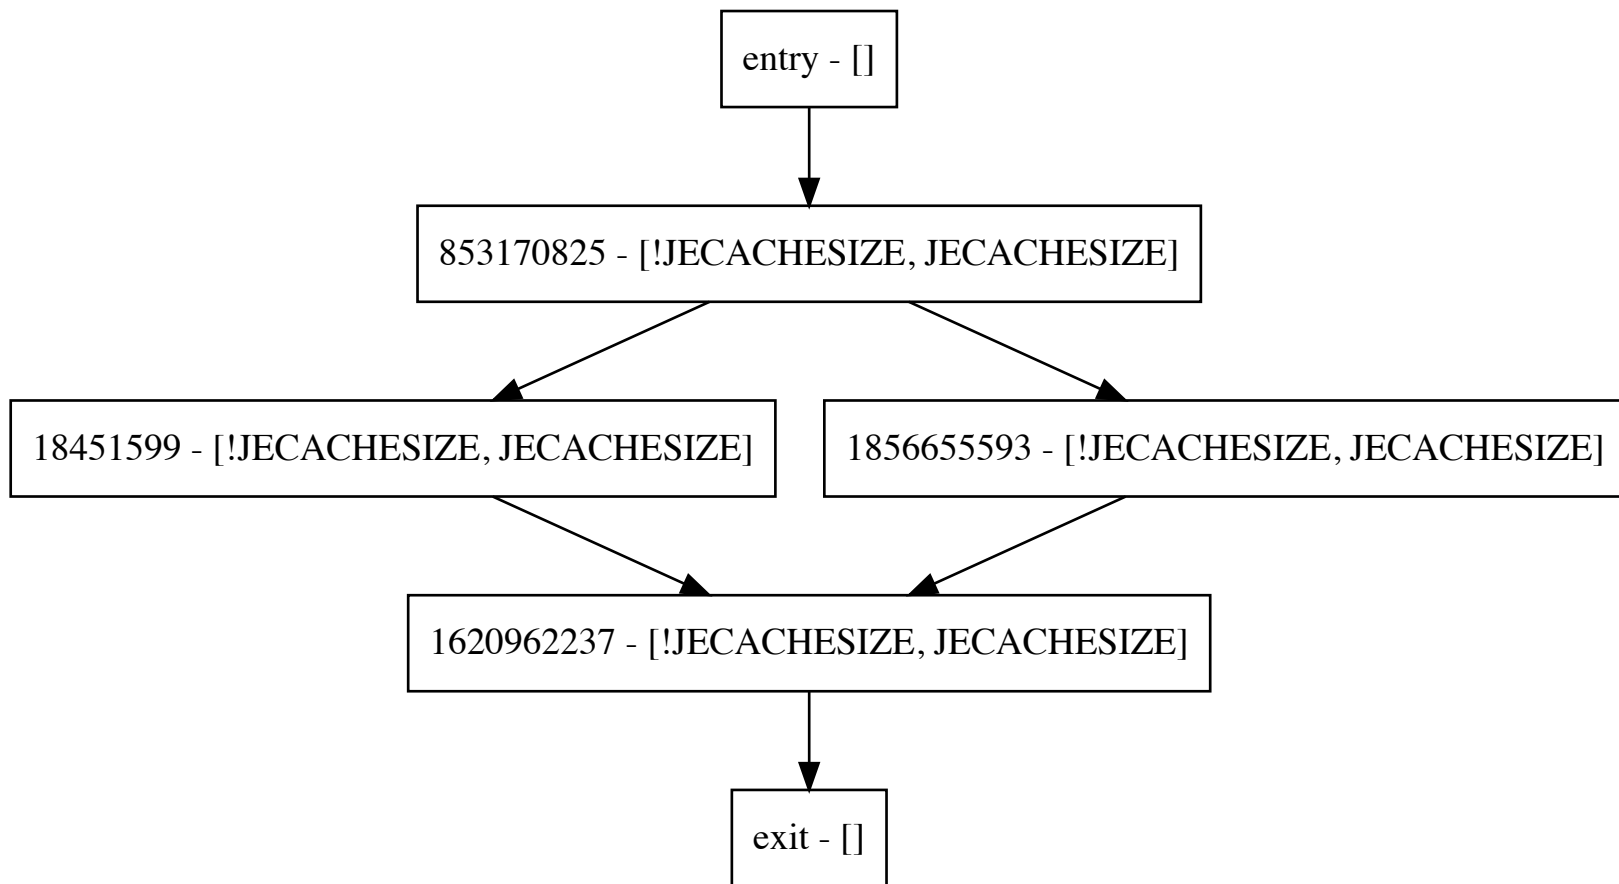 entry - []
853170825 - [!JECACHESIZE, JECACHESIZE]
18451599 - [!JECACHESIZE, JECACHESIZE]
1856655593 - [!JECACHESIZE, JECACHESIZE]
1620962237 - [!JECACHESIZE, JECACHESIZE]
exit - []